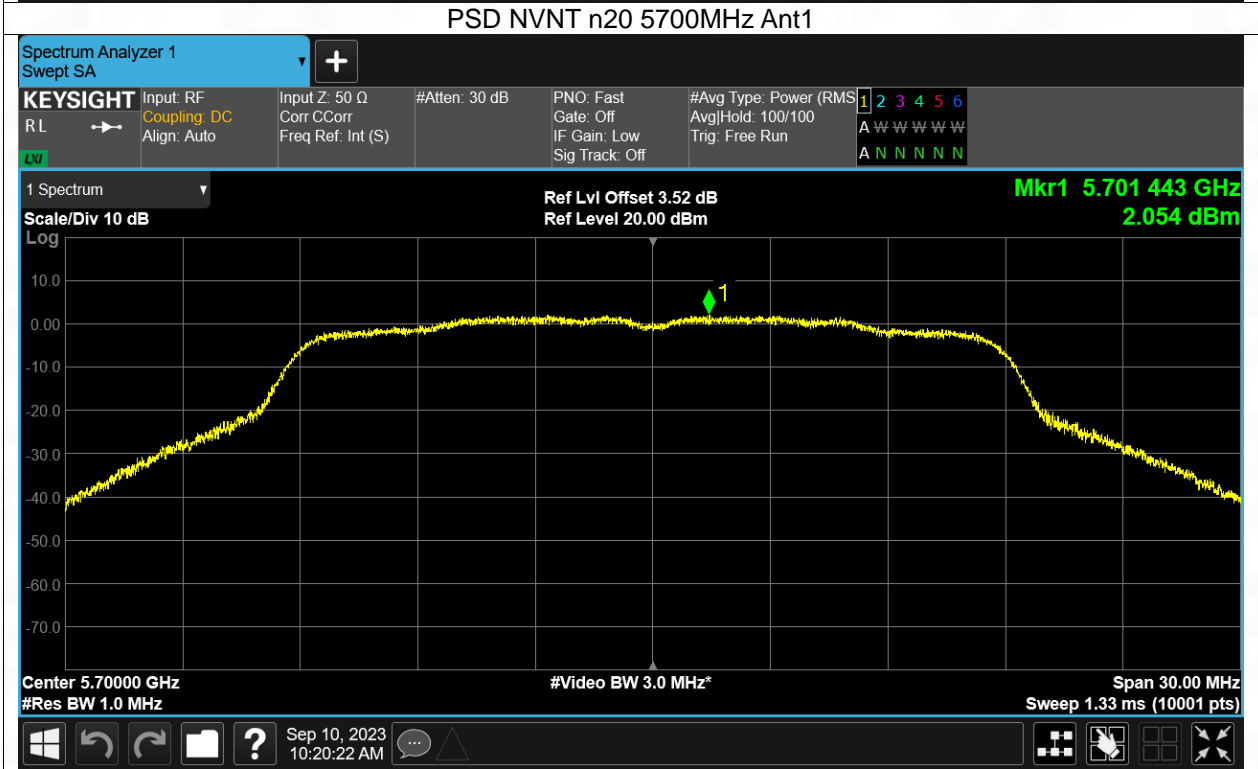 PSD NVNT n20 5700MHz Ant1
Spectrum Analyzer 1
Swept SA
KEYSIGHT
R L
LXI
Input: RF
Coupling: DC
Align: Auto
Input Z: 50 Ω
Corr CCorr
Freq Ref: Int (S)
#Atten: 30 dB
PNO: Fast
Gate: Off
IF Gain: Low
Sig Track: Off
#Avg Type: Power (RMS
Avg|Hold: 100/100
Trig: Free Run
1 2 3 4 5 6
A W W W W W
A N N N N N
1 Spectrum
Scale/Div 10 dB
Log
Ref Lvl Offset 3.52 dB
Ref Level 20.00 dBm
Mkr1 5.701 443 GHz
2.054 dBm
1
10.0
0.00
-10.0
-20.0
-30.0
-40.0
-50.0
-60.0
-70.0
Center 5.70000 GHz
#Res BW 1.0 MHz
#Video BW 3.0 MHz*
Span 30.00 MHz
Sweep 1.33 ms (10001 pts)
?
Sep 10, 2023
10:20:22 AM